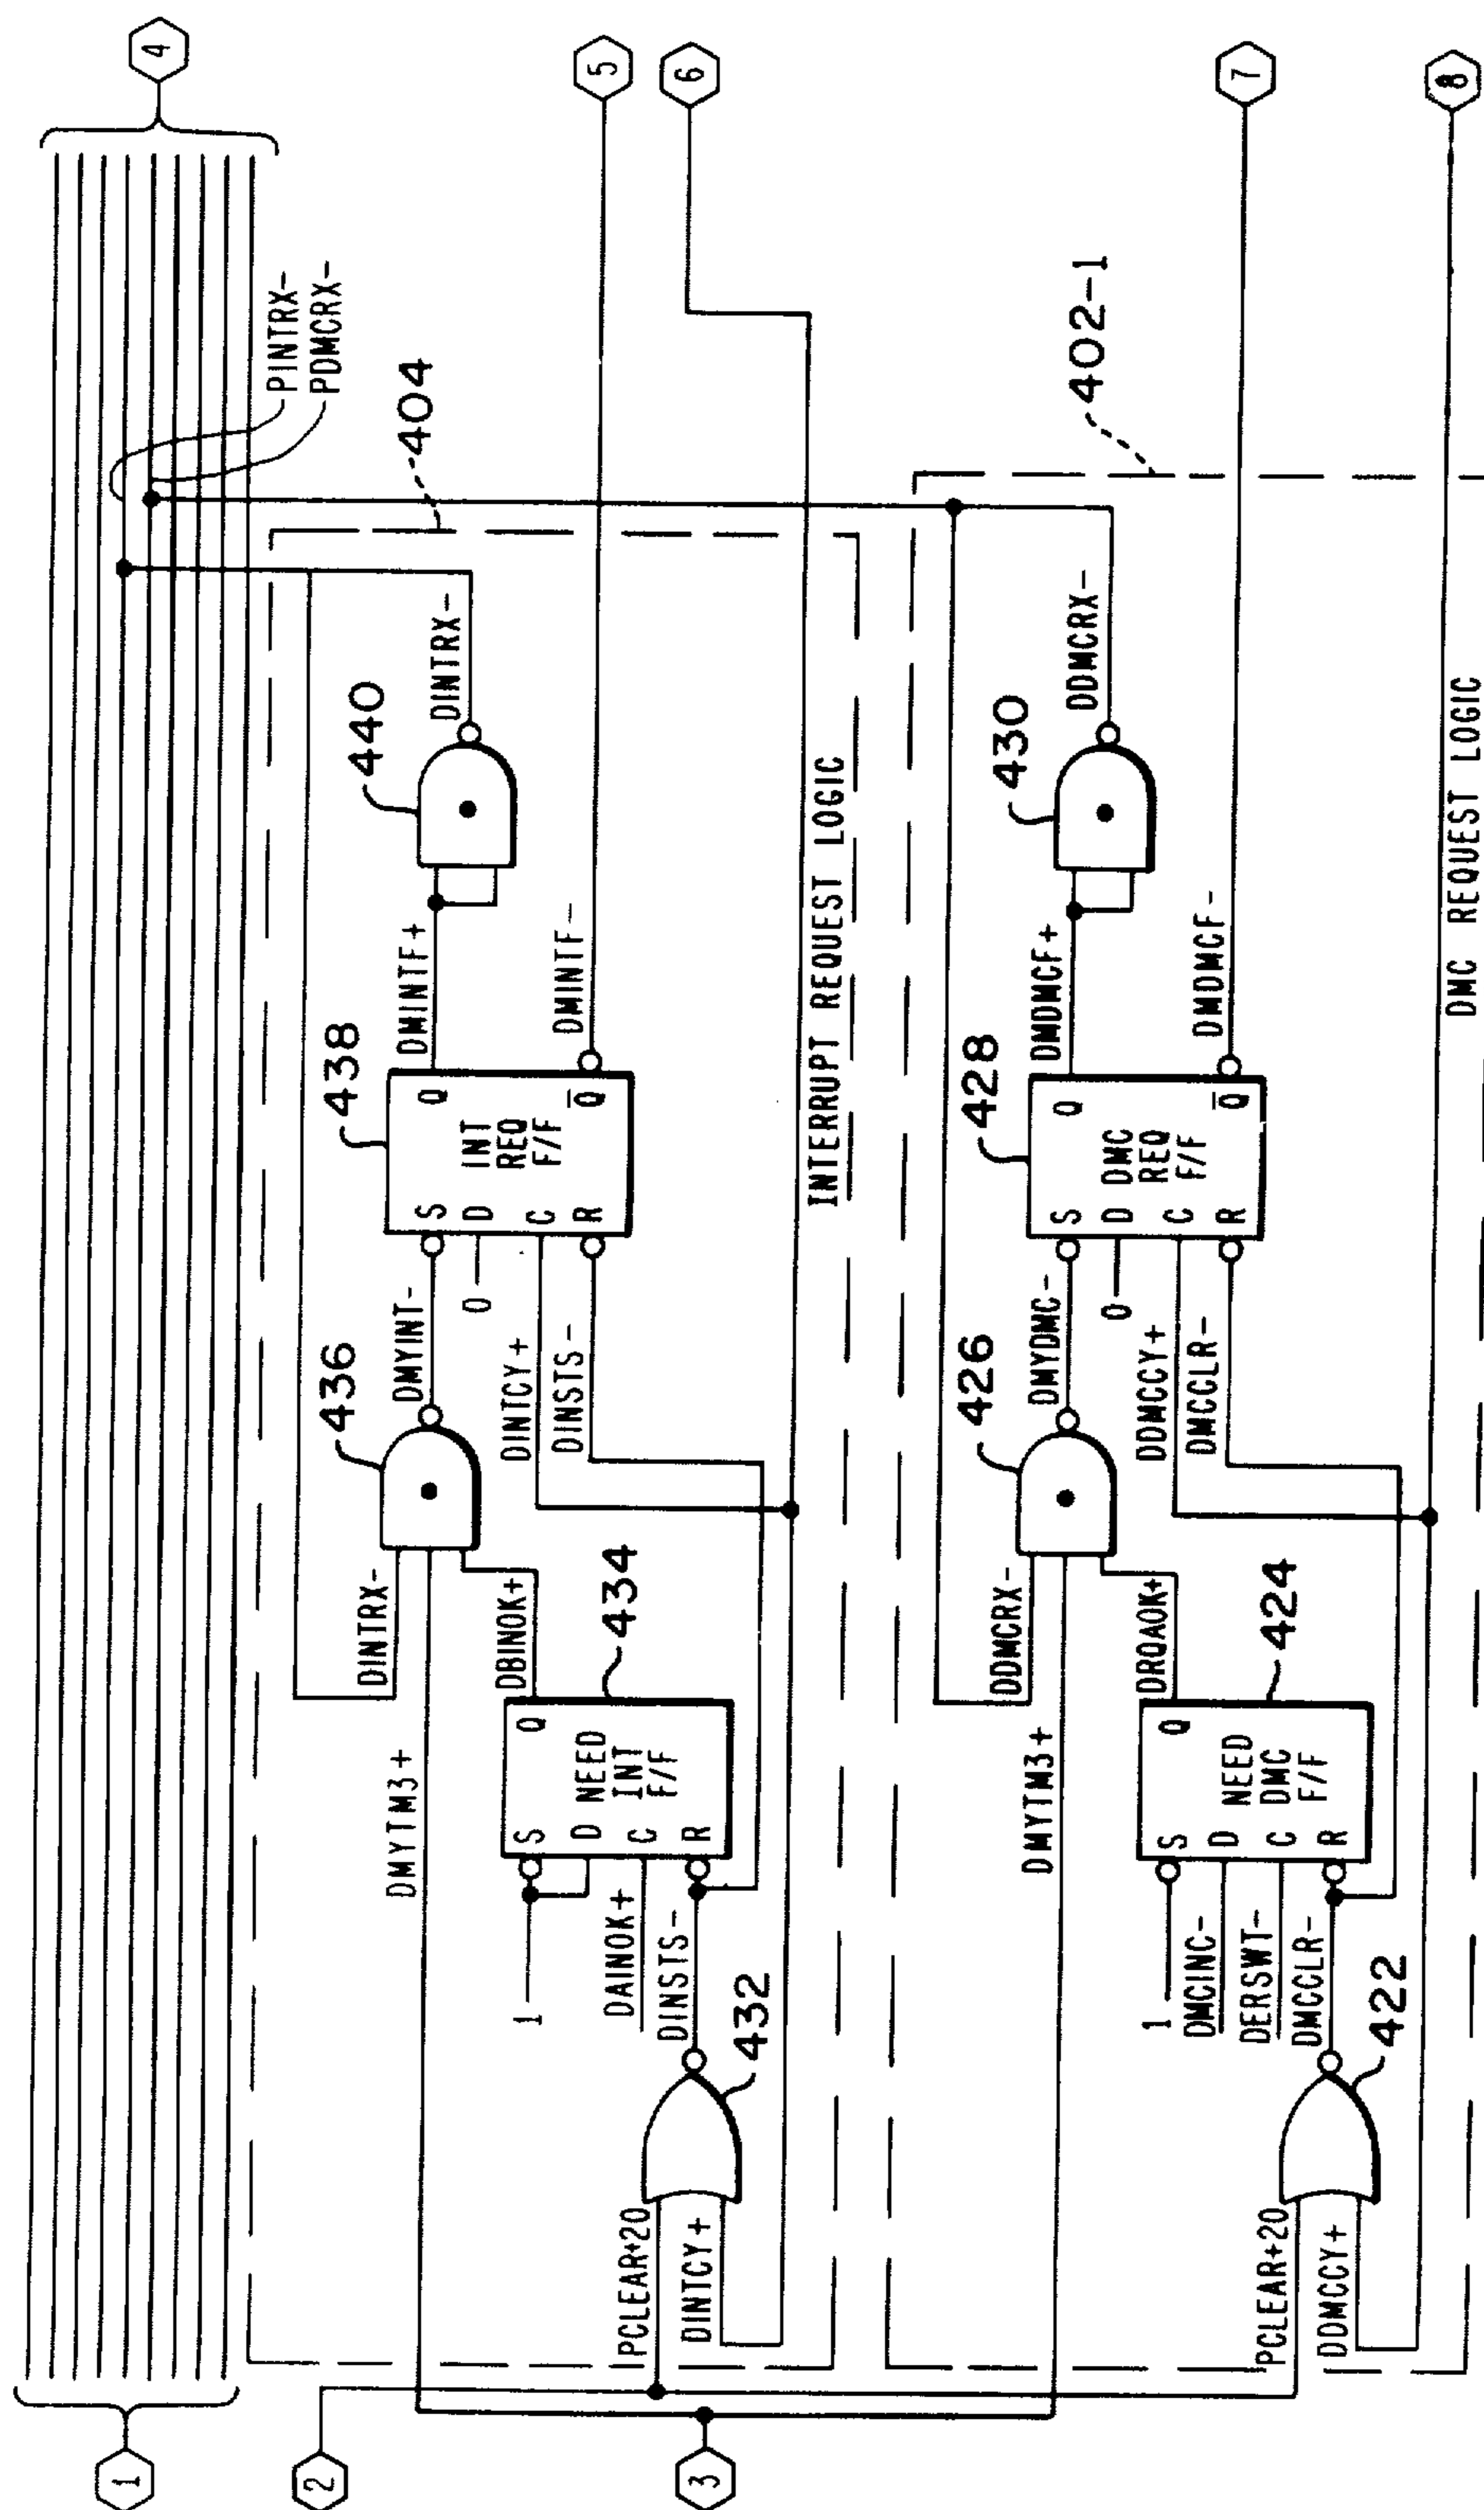 4
5
6
7
8
PINTRX-
PDMCRX-
404
402-1
440
DINTRX-
DMINTF+
438
DMINTF-
Q
INT
REQ
F/F
Q
S
D
C
R
INTERRUPT REQUEST LOGIC
436
DMYINT-
0
DINTCY+
DINSTS-
DINTRX-
DMYTM3+
DBINOK+
434
Q
NEED
INT
F/F
S
D
C
R
1
DAINOK+
DINSTS-
432
PCLEAR+20
DINTCY+
430
DDMCRX-
DMDMCF+
428
DMDMCF-
Q
DMC
REQ
F/F
Q
S
D
C
R
DMC REQUEST LOGIC
426
DMYDMC-
0
DDMCCY+
DMCCLR-
DDMCRX-
DMYTM3+
DRQAOK+
424
Q
NEED
DMC
F/F
S
D
C
R
1
DMCINC-
DERSWT-
DMCCLR-
422
PCLEAR+20
DDMCCY+
1
2
3